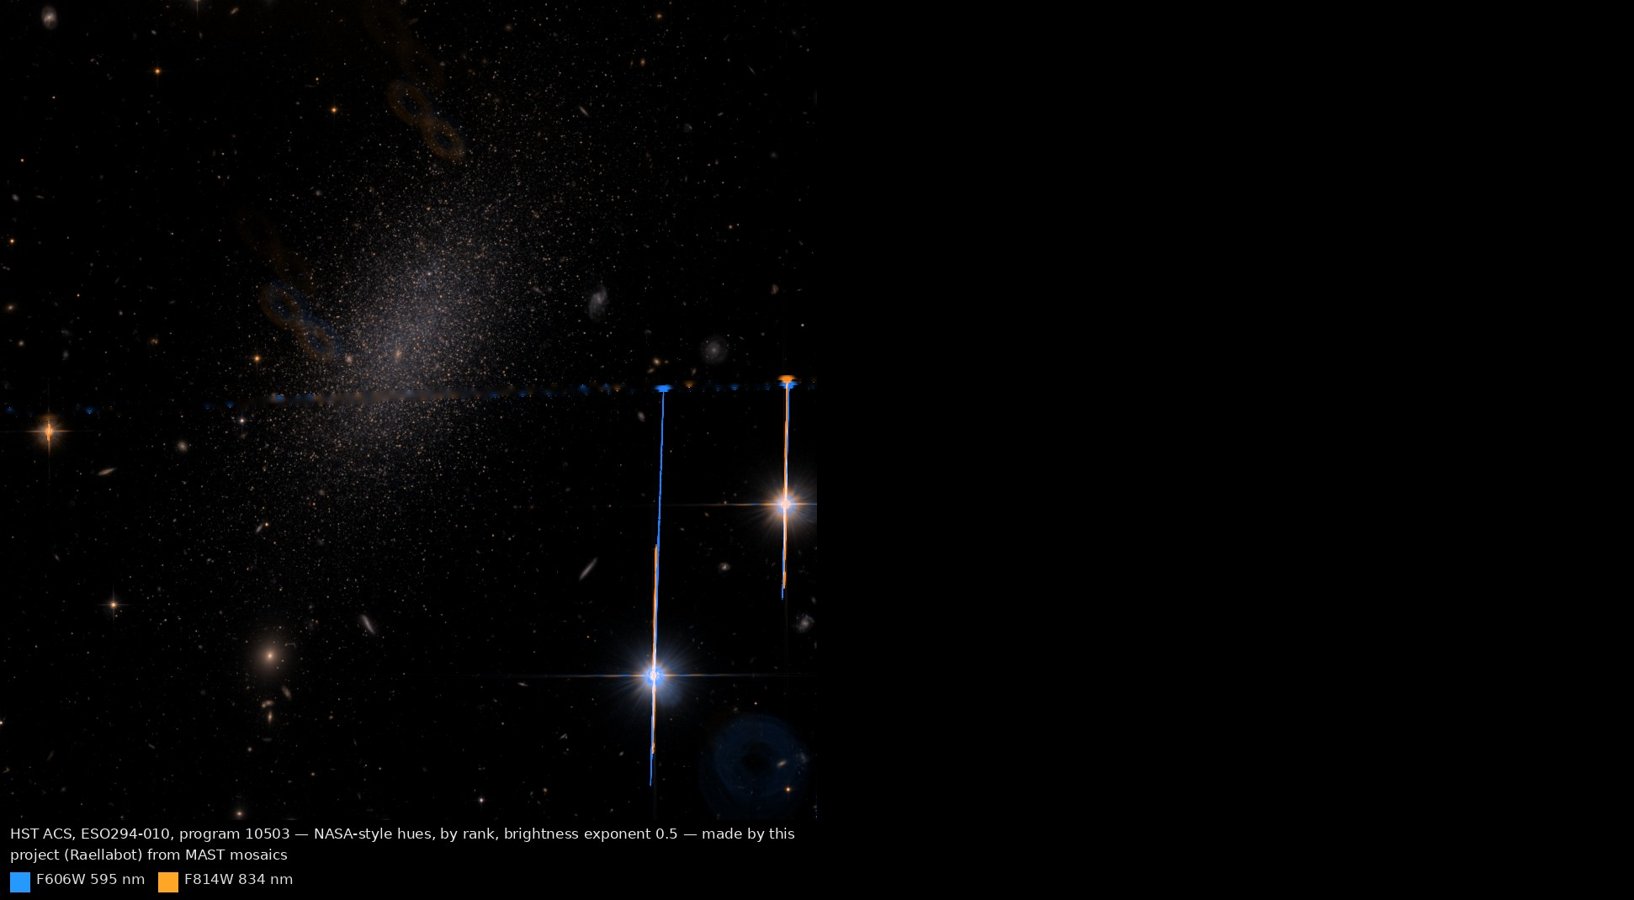 HST ACS, ESO294-010, program 10503 — NASA-style hues, by rank, brightness exponent 0.5 — made by this
project (Raellabot) from MAST mosaics
F606W 595 nm F814W 834 nm